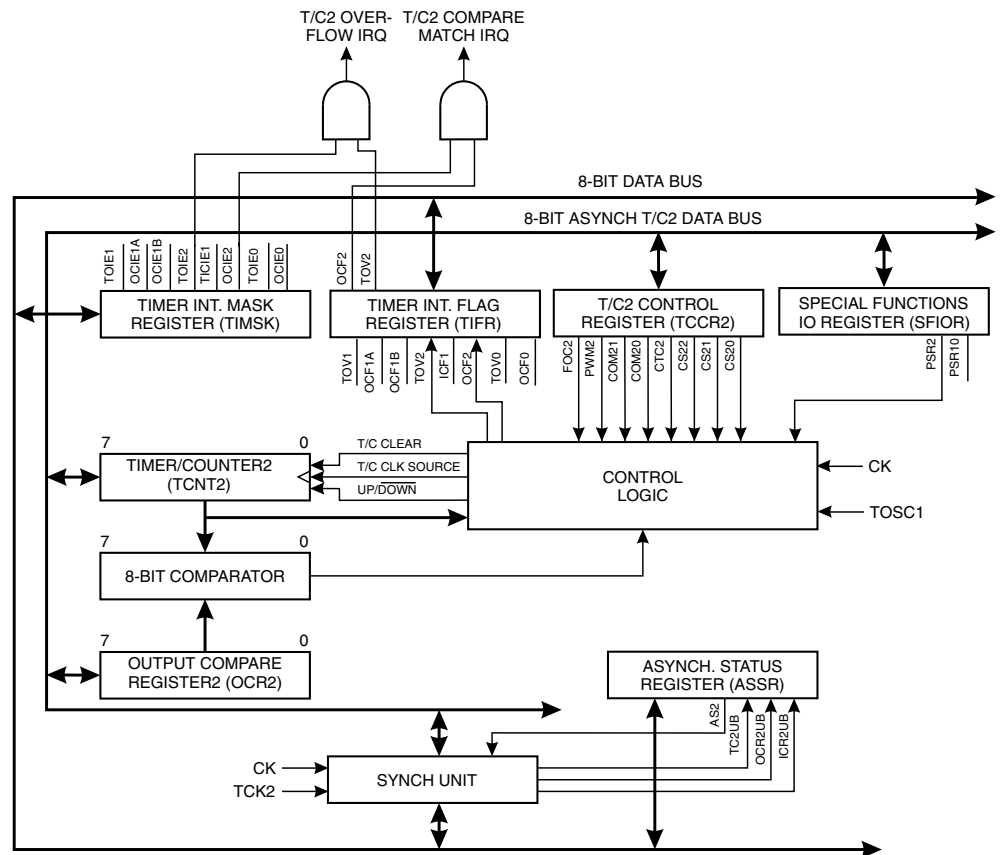 T/C2 OVER-
FLOW IRQ
T/C2 COMPARE
MATCH IRQ
8-BIT DATA BUS
8-BIT ASYNCH T/C2 DATA BUS
TOIE1
OCIE1A
OCIE1B
TOIE2
TICIE1
OCIE2
TOIE0
OCIE0
OCF2
TOV2
TIMER INT. MASK
REGISTER (TIMSK)
TIMER INT. FLAG
REGISTER (TIFR)
T/C2 CONTROL
REGISTER (TCCR2)
SPECIAL FUNCTIONS
IO REGISTER (SFIOR)
TOV1
OCF1A
OCF1B
TOV2
ICF1
OCF2
TOV0
OCF0
FOC2
PWM2
COM21
COM20
CTC2
CS22
CS21
CS20
PSR2
PSR10
7 0
TIMER/COUNTER2
(TCNT2)
T/C CLEAR
T/C CLK SOURCE
UP/DOWN
CONTROL
LOGIC
CK
TOSC1
7 0
8-BIT COMPARATOR
7 0
OUTPUT COMPARE
REGISTER2 (OCR2)
ASYNCH. STATUS
REGISTER (ASSR)
AS2
TC2UB
OCR2UB
ICR2UB
CK
TCK2
SYNCH UNIT